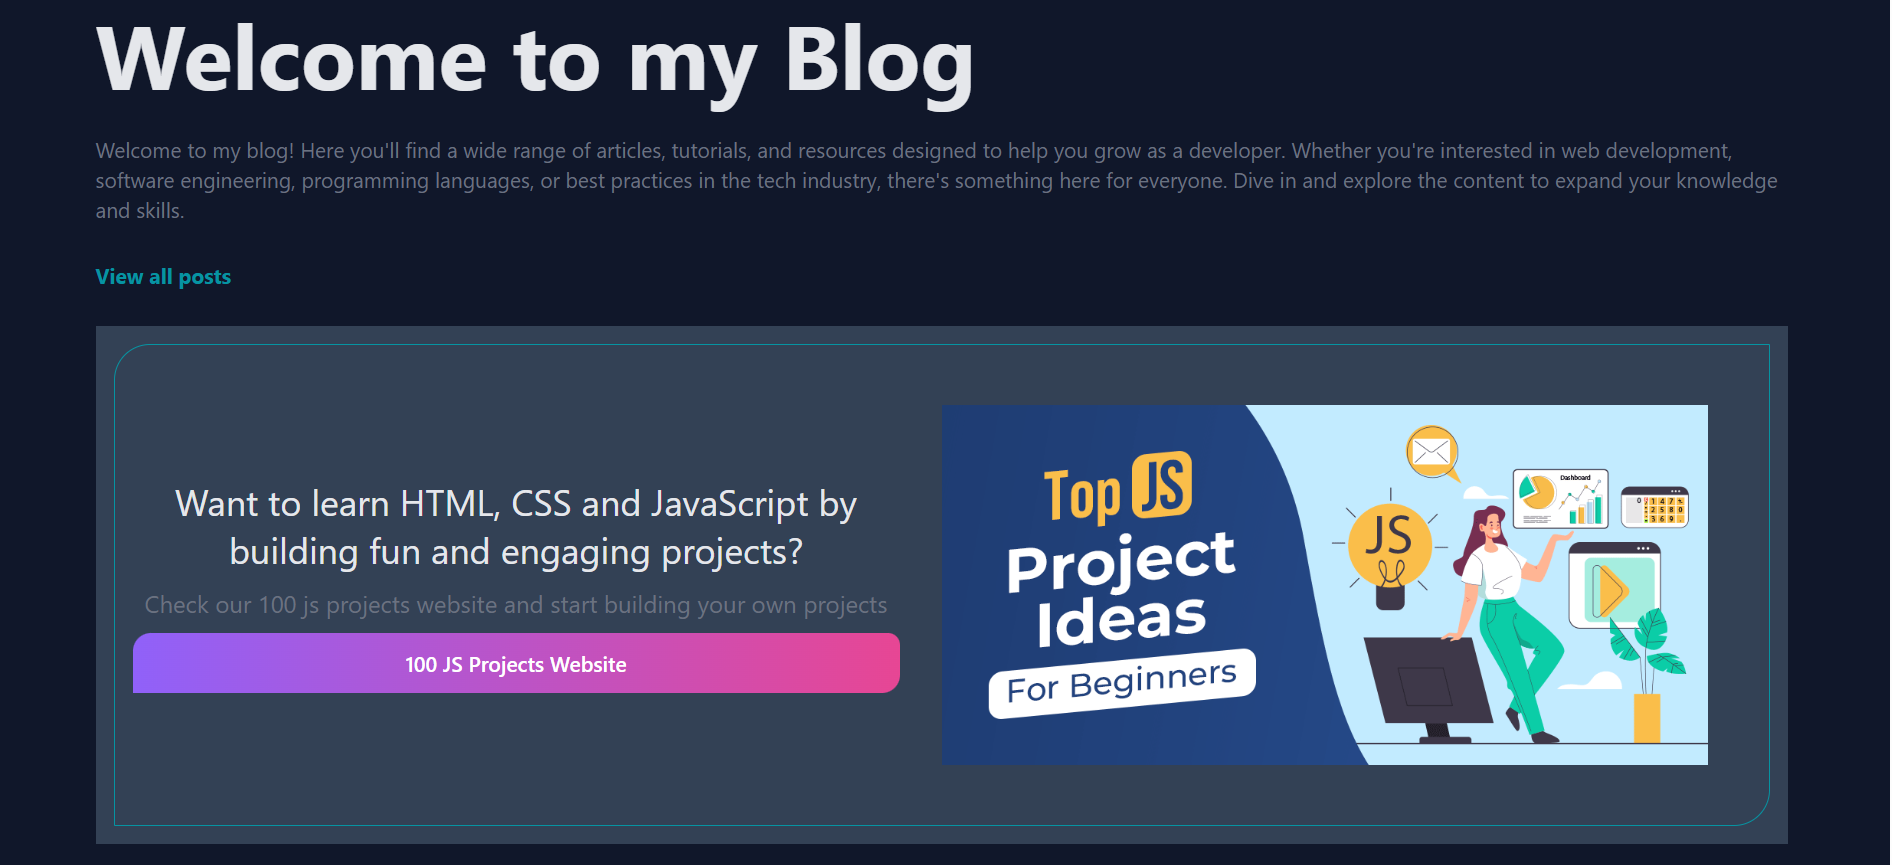 Welcome to my Blog
Welcome to my blog! Here you'll find a wide range of articles, tutorials, and resources designed to help you grow as a developer. Whether you're interested in web development,
software engineering, programming languages, or best practices in the tech industry, there's something here for everyone. Dive in and explore the content to expand your knowledge
and skills.
View all posts
Want to learn HTML, CSS and JavaScript by
building fun and engaging projects?
Check our 100 js projects website and start building your own projects
100 JS Projects Website
Top JS
Project
Ideas
For Beginners
JS
Dashboard